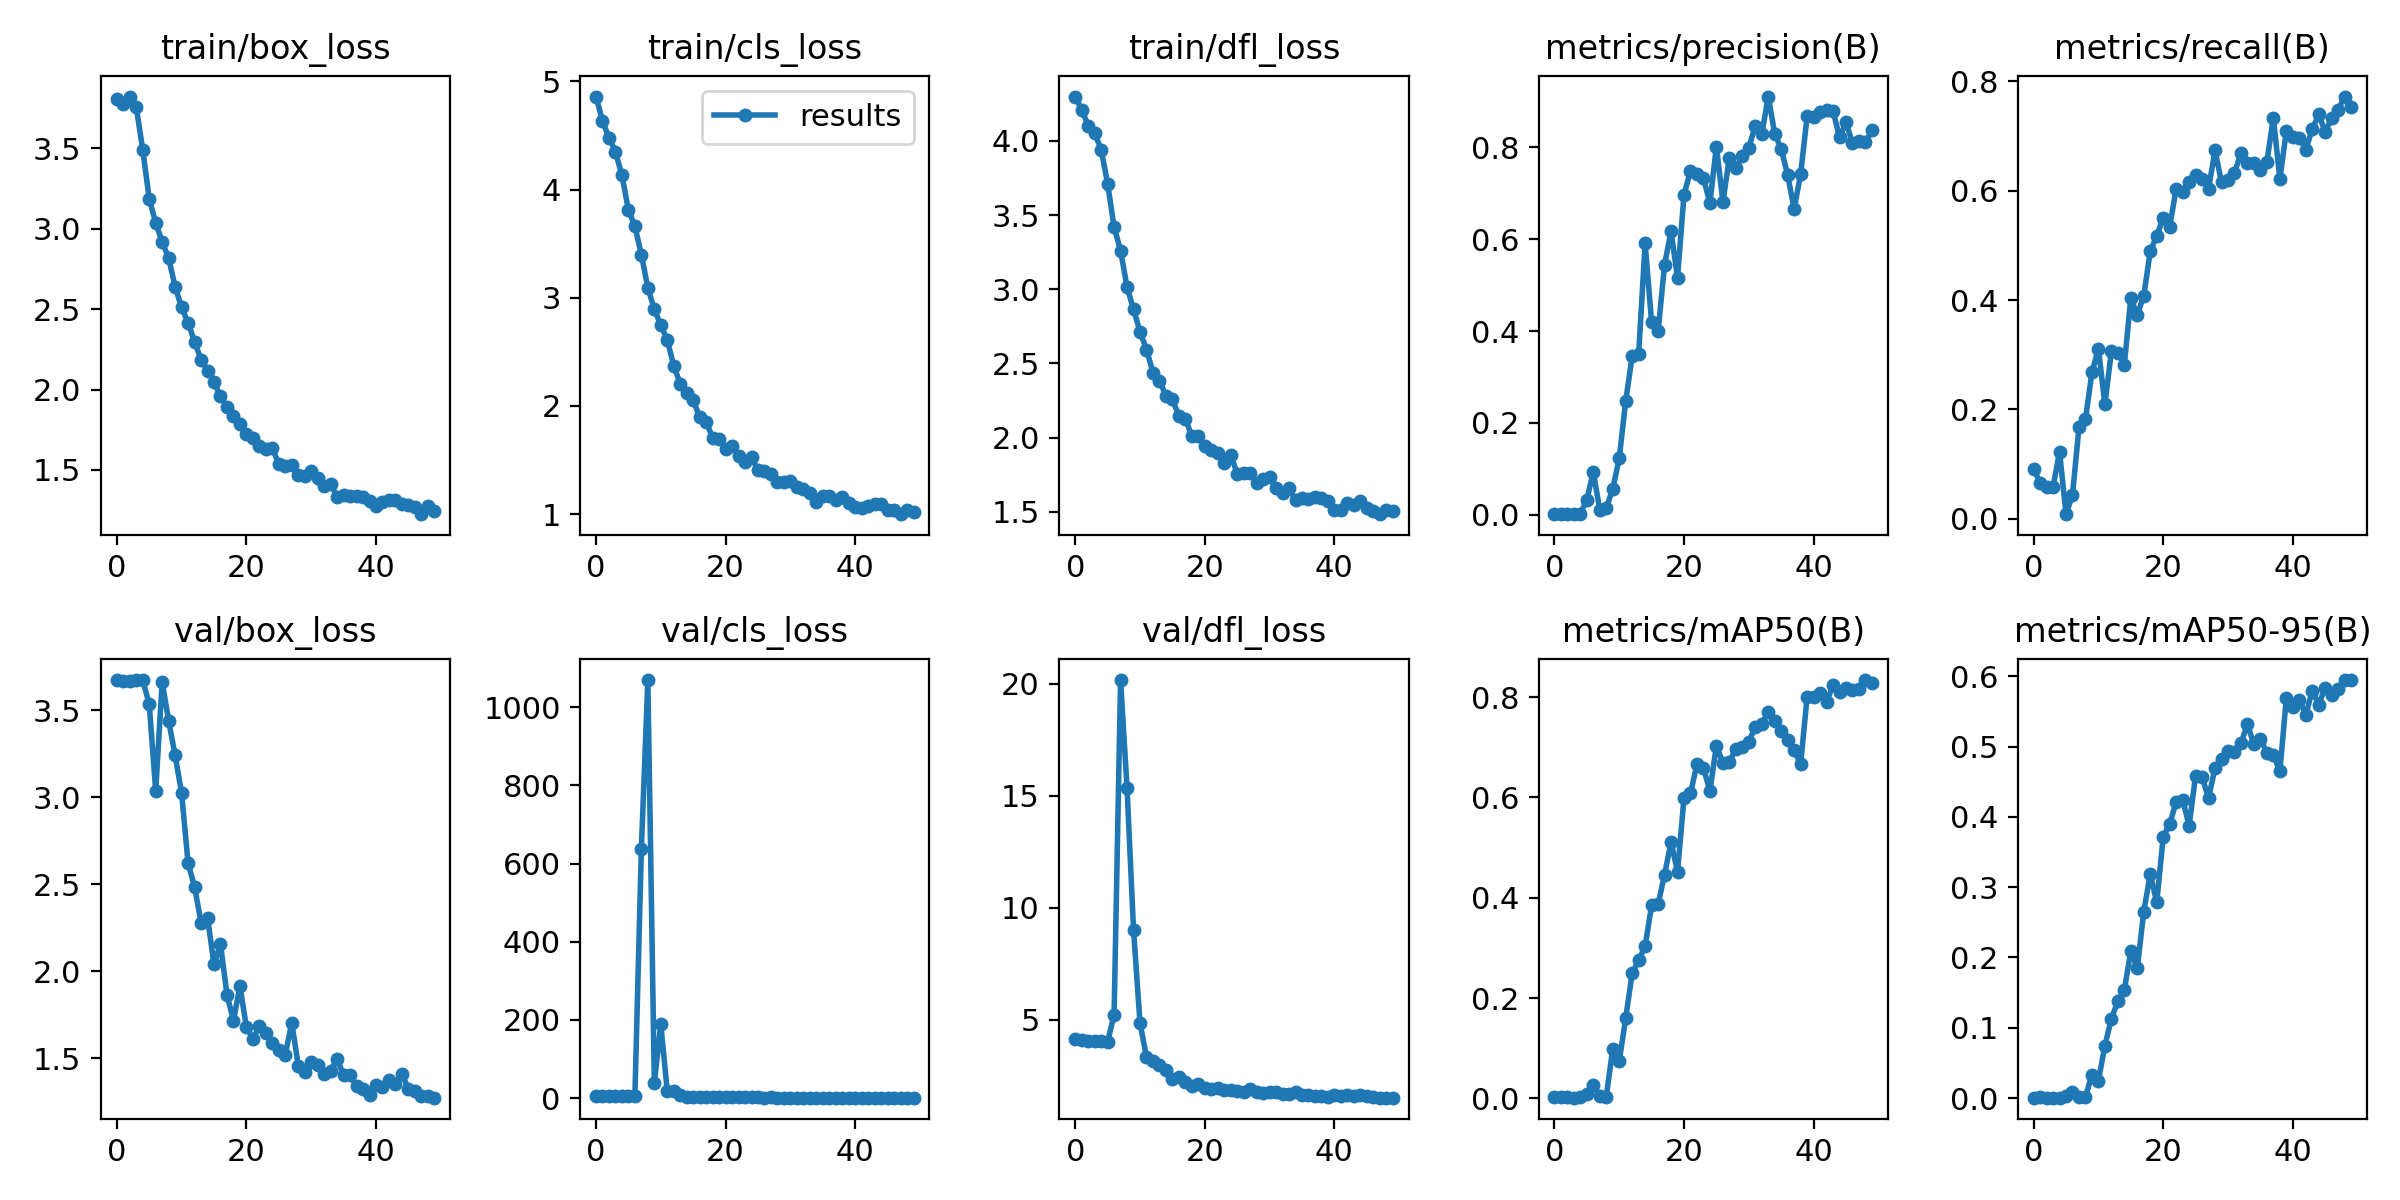 train/box_loss
train/cls_loss
train/dfl_loss
metrics/precision(B)
metrics/recall(B)
results
3.5
3.0
2.5
2.0
1.5
0 20 40
5
4
3
2
1
0 20 40
4.0
3.5
3.0
2.5
2.0
1.5
0 20 40
0.8
0.6
0.4
0.2
0.0
0 20 40
0.8
0.6
0.4
0.2
0.0
0 20 40
val/box_loss
val/cls_loss
val/dfl_loss
metrics/mAP50(B)
metrics/mAP50-95(B)
3.5
3.0
2.5
2.0
1.5
0 20 40
1000
800
600
400
200
0
0 20 40
20
15
10
5
0 20 40
0.8
0.6
0.4
0.2
0.0
0 20 40
0.6
0.5
0.4
0.3
0.2
0.1
0.0
0 20 40